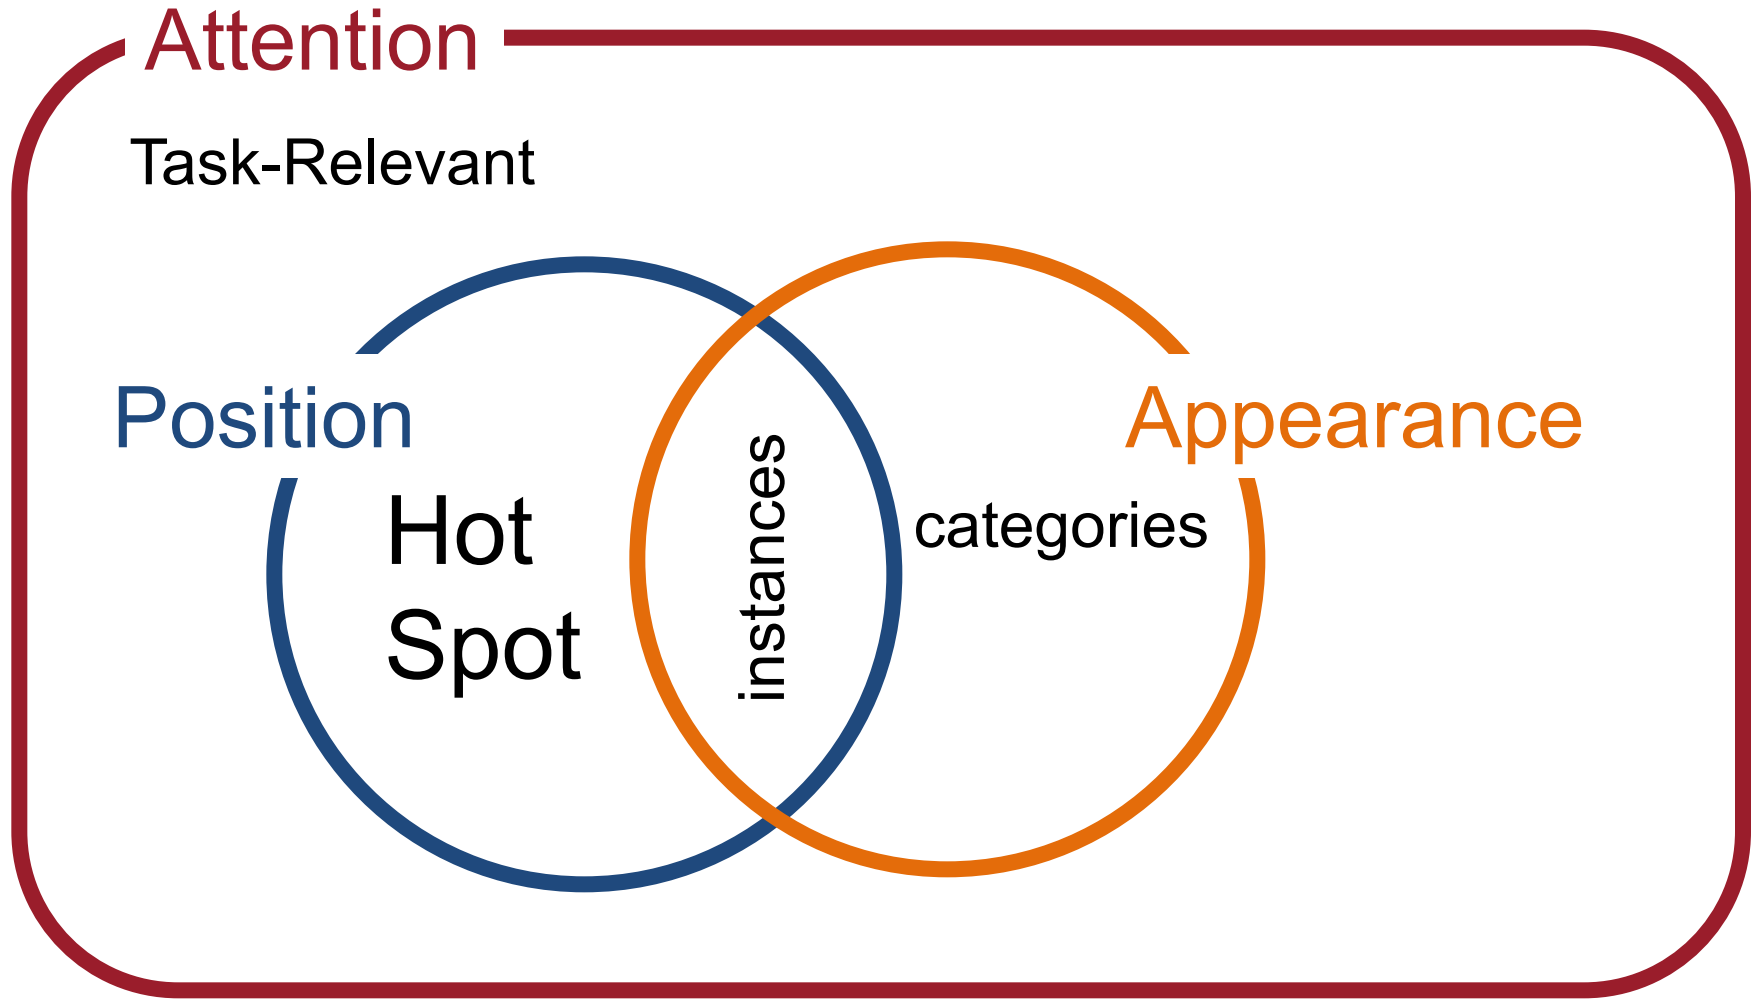 Attention
Task-Relevant
Position
Appearance
Hot
Spot
instances
categories